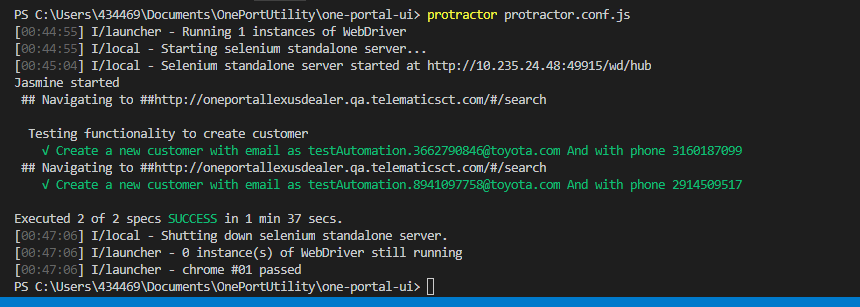 PS C:\Users\434469\Documents\OnePortUtility\one-portal-ui> protractor protractor.conf.js
[00:44:55] I/launcher - Running 1 instances of WebDriver
[00:44:55] I/local - Starting selenium standalone server...
[00:45:04] I/local - Selenium standalone server started at http://10.235.24.48:49915/wd/hub
Jasmine started
## Navigating to ##http://oneportallexusdealer.qa.telematicsct.com/#/search
Testing functionality to create customer
√ Create a new customer with email as testAutomation.3662790846@toyota.com And with phone 3160187099
## Navigating to ##http://oneportallexusdealer.qa.telematicsct.com/#/search
√ Create a new customer with email as testAutomation.8941097758@toyota.com And with phone 2914509517
Executed 2 of 2 specs SUCCESS in 1 min 37 secs.
[00:47:06] I/local - Shutting down selenium standalone server.
[00:47:06] I/launcher - 0 instance(s) of WebDriver still running
[00:47:06] I/launcher - chrome #01 passed
PS C:\Users\434469\Documents\OnePortUtility\one-portal-ui>